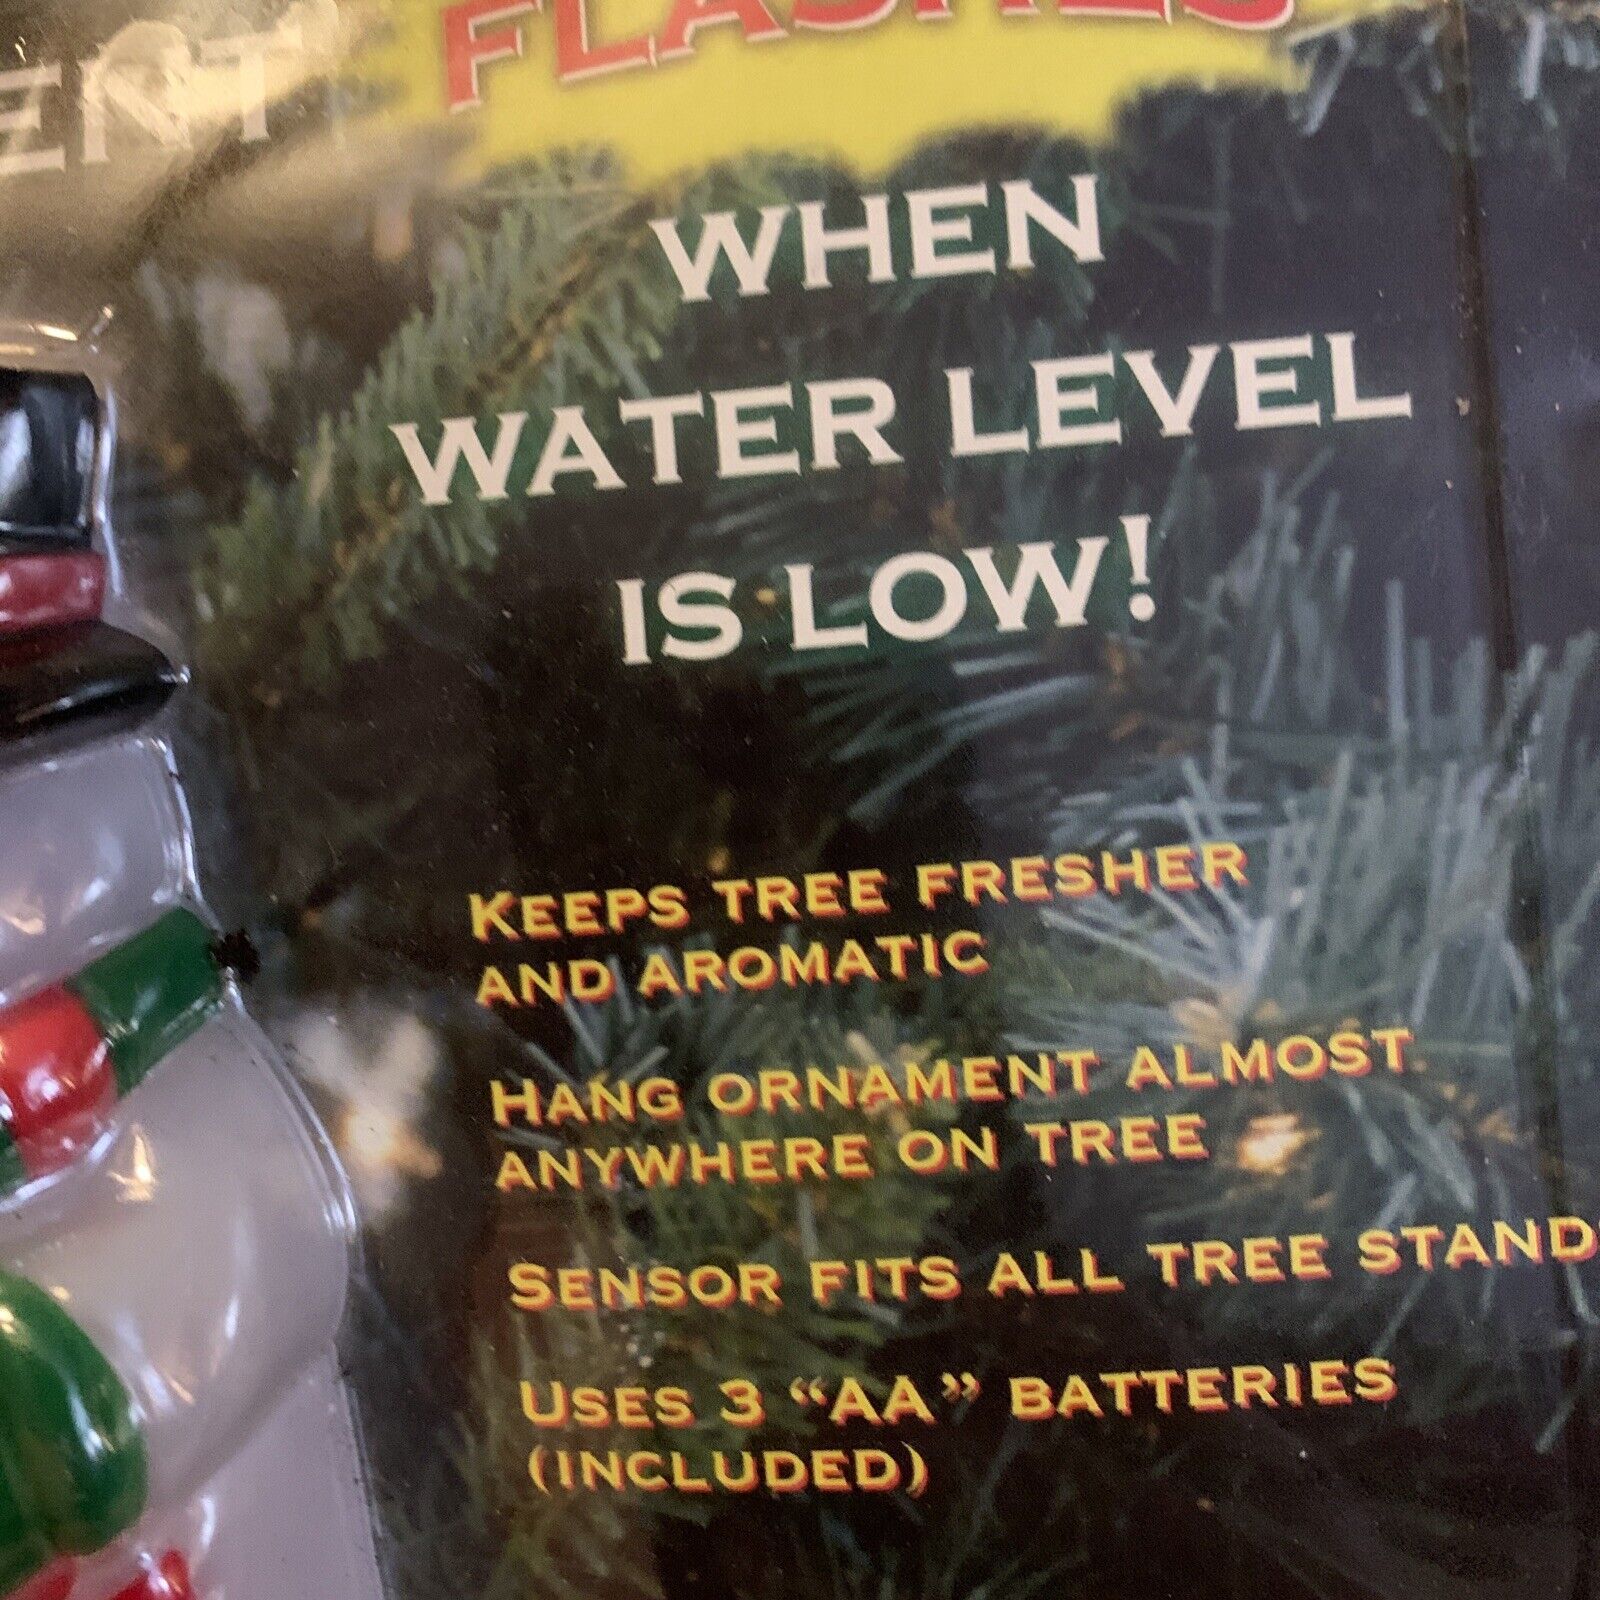 FLASHES
WHEN
WATER LEVEL
IS LOW!
KEEPS TREE FRESHER
AND AROMATIC
HANG ORNAMENT ALMOST
ANYWHERE ON TREE
SENSOR FITS ALL TREE STANDS
USES 3 “AA” BATTERIES
(INCLUDED)